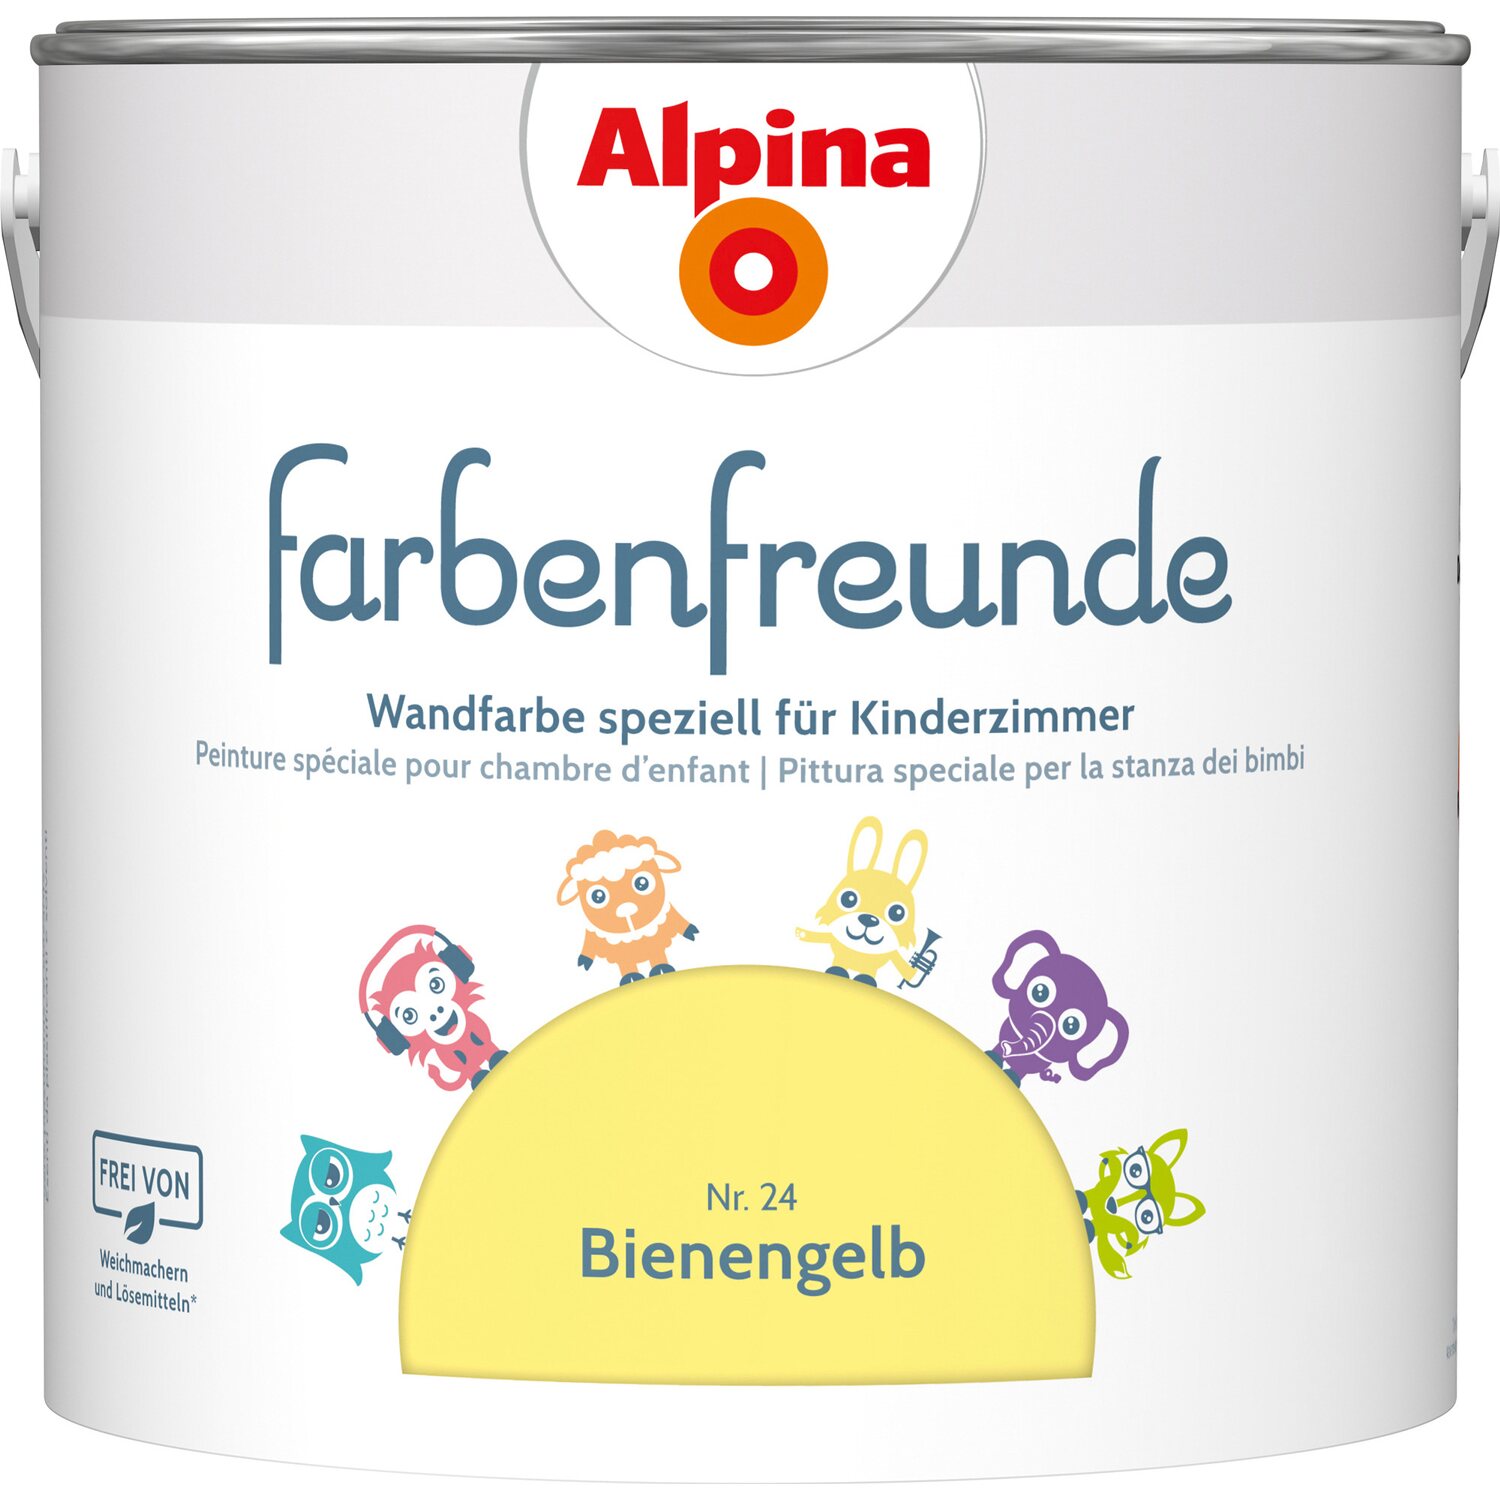 Alpina
farbenfreunde
Wandfarbe speziell für Kinderzimmer
Peinture spéciale pour chambre d'enfant | Pittura speciale per la stanza dei bimbi
FREI VON
Weichmachern
und Lösemitteln*
Nr. 24
Bienengelb